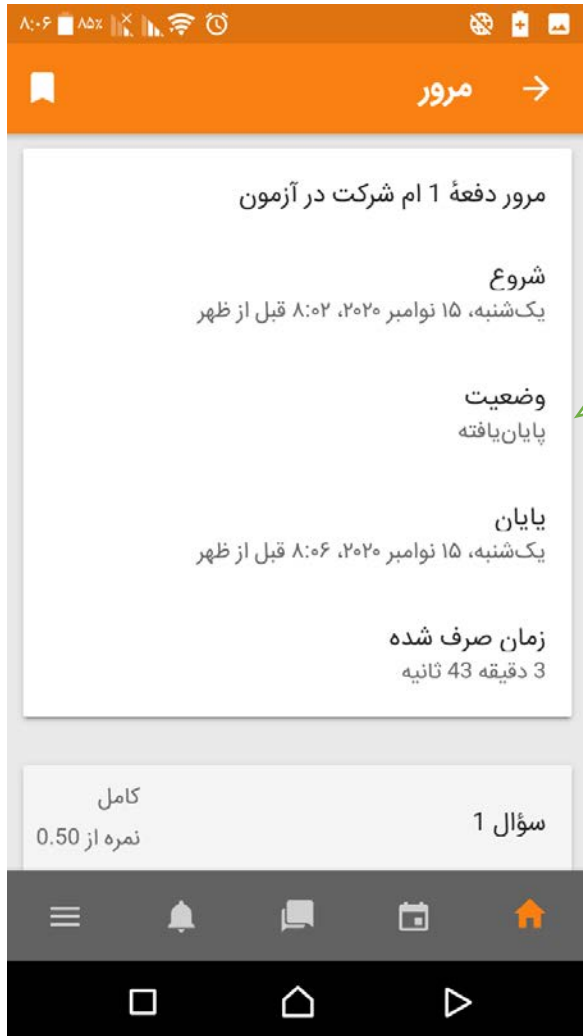 ۸:۰۶ ۸۵٪
مرور
مرور دفعهٔ 1 ام شرکت در آزمون
شروع
یک‌شنبه، ۱۵ نوامبر ۲۰۲۰، ۸:۰۲ قبل از ظهر
وضعیت
پایان‌یافته
پایان
یک‌شنبه، ۱۵ نوامبر ۲۰۲۰، ۸:۰۶ قبل از ظهر
زمان صرف شده
3 دقیقه 43 ثانیه
سؤال 1
کامل
نمره از 0.50